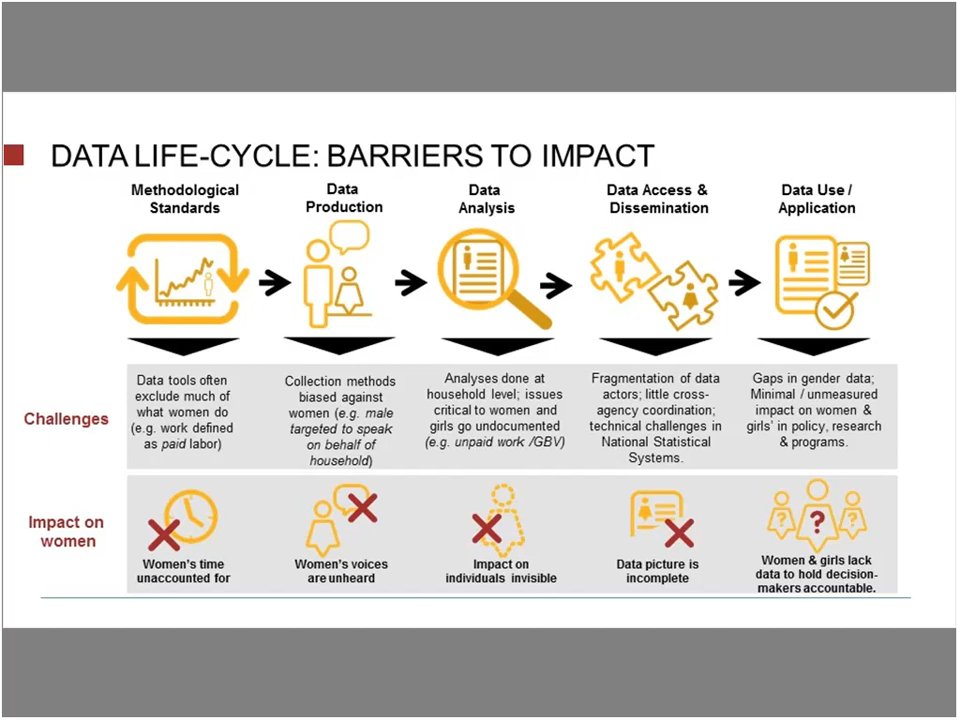 DATA LIFE-CYCLE: BARRIERS TO IMPACT
Methodological
Standards
Data
Production
Data
Analysis
Data Access &
Dissemination
Data Use /
Application
Challenges
Data tools often
exclude much of
what women do
(e.g. work defined
as paid labor)
Collection methods
biased against
women (e.g. male
targeted to speak
on behalf of
household)
Analyses done at
household level; issues
critical to women and
girls go undocumented
(e.g. unpaid work /GBV)
Fragmentation of data
actors; little cross-
agency coordination;
technical challenges in
National Statistical
Systems.
Gaps in gender data;
Minimal / unmeasured
impact on women &
girls' in policy, research
& programs.
Impact on
women
Women's time
unaccounted for
Women's voices
are unheard
Impact on
individuals invisible
Data picture is
incomplete
? ? ?
Women & girls lack
data to hold decision-
makers accountable.